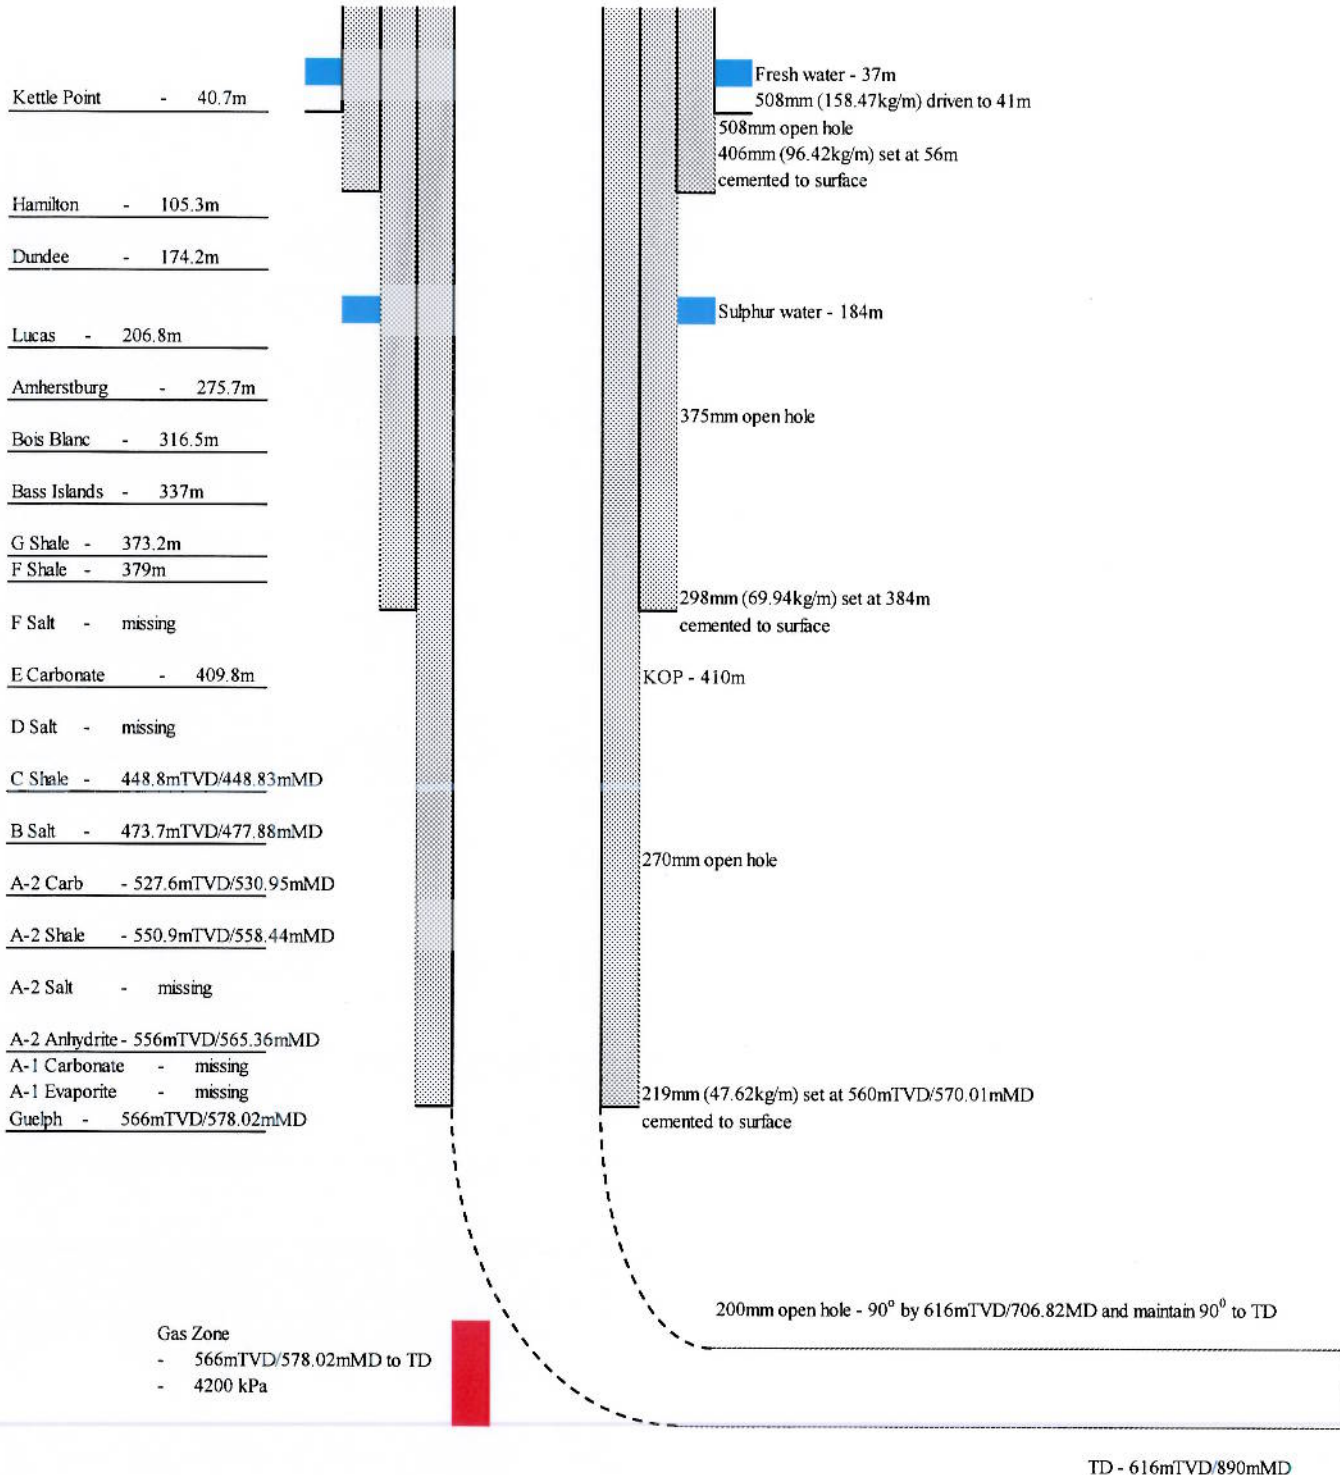 Kettle Point - 40.7m
Hamilton - 105.3m
Dundee - 174.2m
Lucas - 206.8m
Amherstburg - 275.7m
Bois Blanc - 316.5m
Bass Islands - 337m
G Shale - 373.2m
F Shale - 379m
F Salt - missing
E Carbonate - 409.8m
D Salt - missing
C Shale - 448.8mTVD/448.83mMD
B Salt - 473.7mTVD/477.88mMD
A-2 Carb - 527.6mTVD/530.95mMD
A-2 Shale - 550.9mTVD/558.44mMD
A-2 Salt - missing
A-2 Anhydrite - 556mTVD/565.36mMD
A-1 Carbonate - missing
A-1 Evaporite - missing
Guelph - 566mTVD/578.02mMD
Fresh water - 37m
508mm (158.47kg/m) driven to 41m
508mm open hole
406mm (96.42kg/m) set at 56m
cemented to surface
Sulphur water - 184m
375mm open hole
298mm (69.94kg/m) set at 384m
cemented to surface
KOP - 410m
270mm open hole
219mm (47.62kg/m) set at 560mTVD/570.01mMD
cemented to surface
200mm open hole - 90° by 616mTVD/706.82MD and maintain 90⁰ to TD
Gas Zone
- 566mTVD/578.02mMD to TD
- 4200 kPa
TD - 616mTVD/890mMD